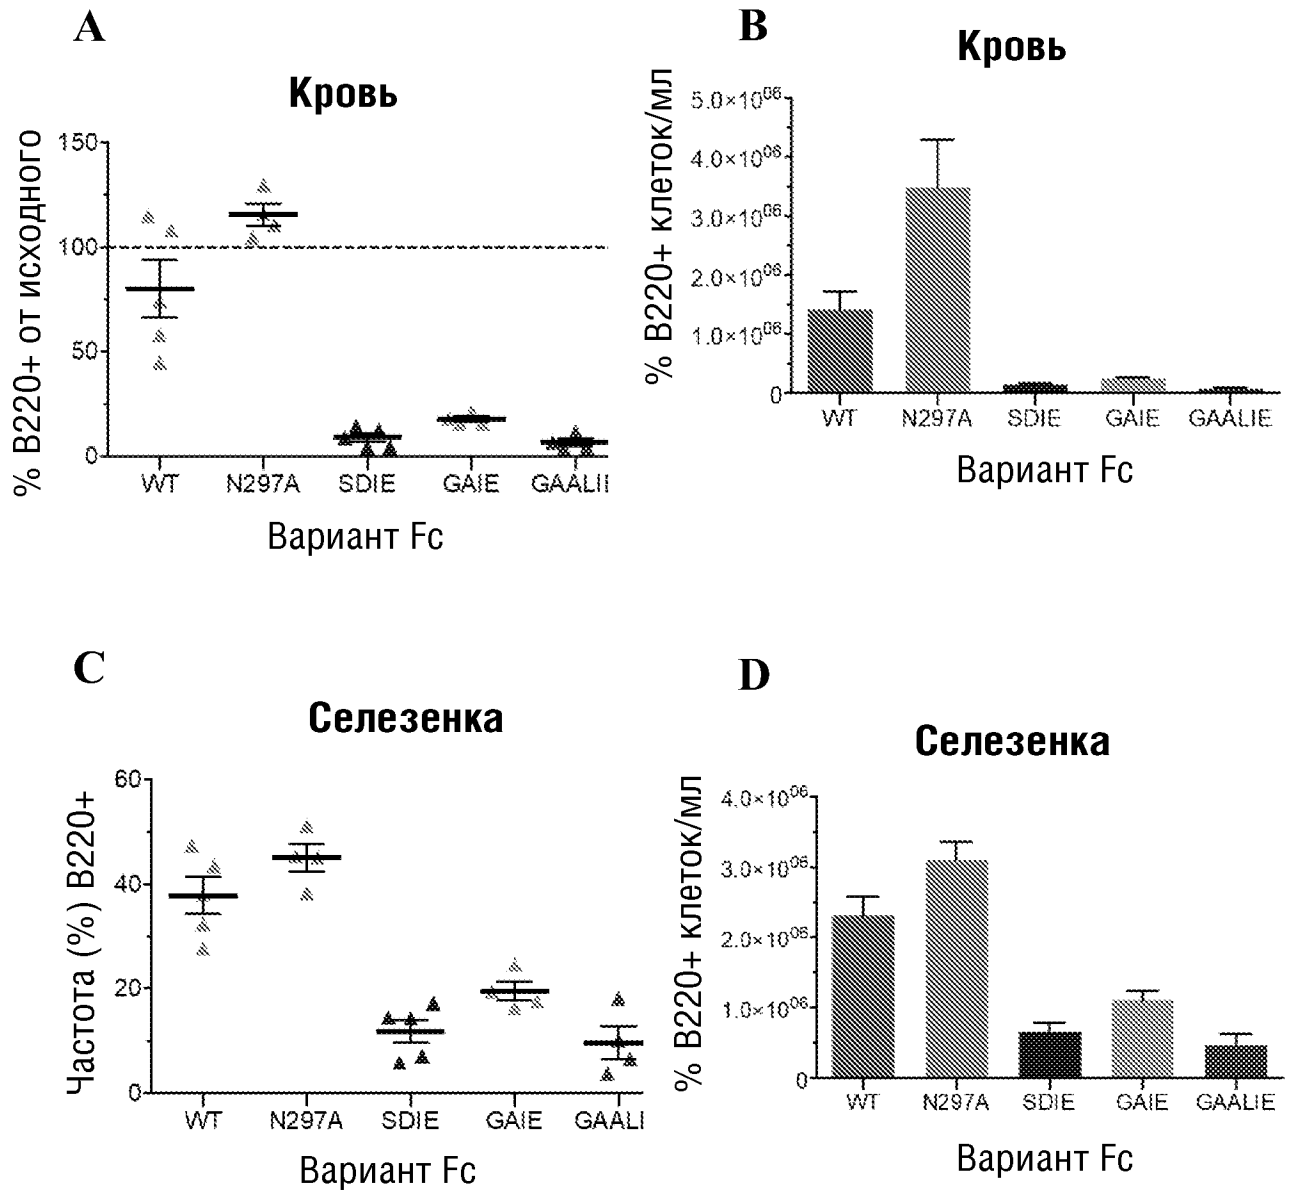 A
Кровь
% B220+ от исходного
150
100
50
0
WT N297A SDIE GAIE GAALII
Вариант Fc
B
Кровь
% B220+ клеток/мл
5.0×10⁰⁶
4.0×10⁰⁶
3.0×10⁰⁶
2.0×10⁰⁶
1.0×10⁰⁶
0
WT N297A SDIE GAIE GAALIE
Вариант Fc
C
Селезенка
Частота (%) B220+
60
40
20
0
WT N297A SDIE GAIE GAALI
Вариант Fc
D
Селезенка
% B220+ клеток/мл
4.0×10⁰⁶
3.0×10⁰⁶
2.0×10⁰⁶
1.0×10⁰⁶
0
WT N297A SDIE GAIE GAALIE
Вариант Fc